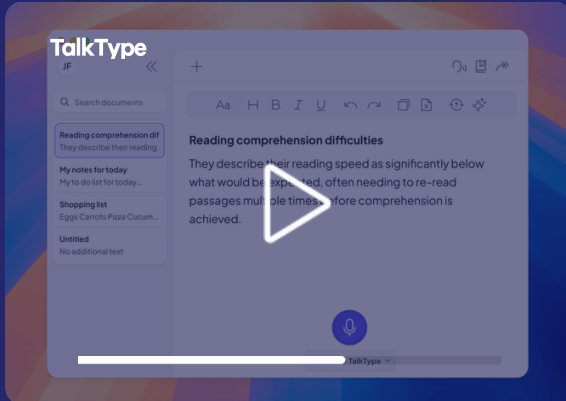 TalkType
JF
Search documents
Aa H B I U
Reading comprehension dif
They describe their reading
My notes for today
My to do list for today...
Shopping list
Eggs Carrots Pizza Cucum...
Untitled
No additional text
Reading comprehension difficulties
They describe their reading speed as significantly below
what would be expected, often needing to re-read
passages multiple times before comprehension is
achieved.
TalkType